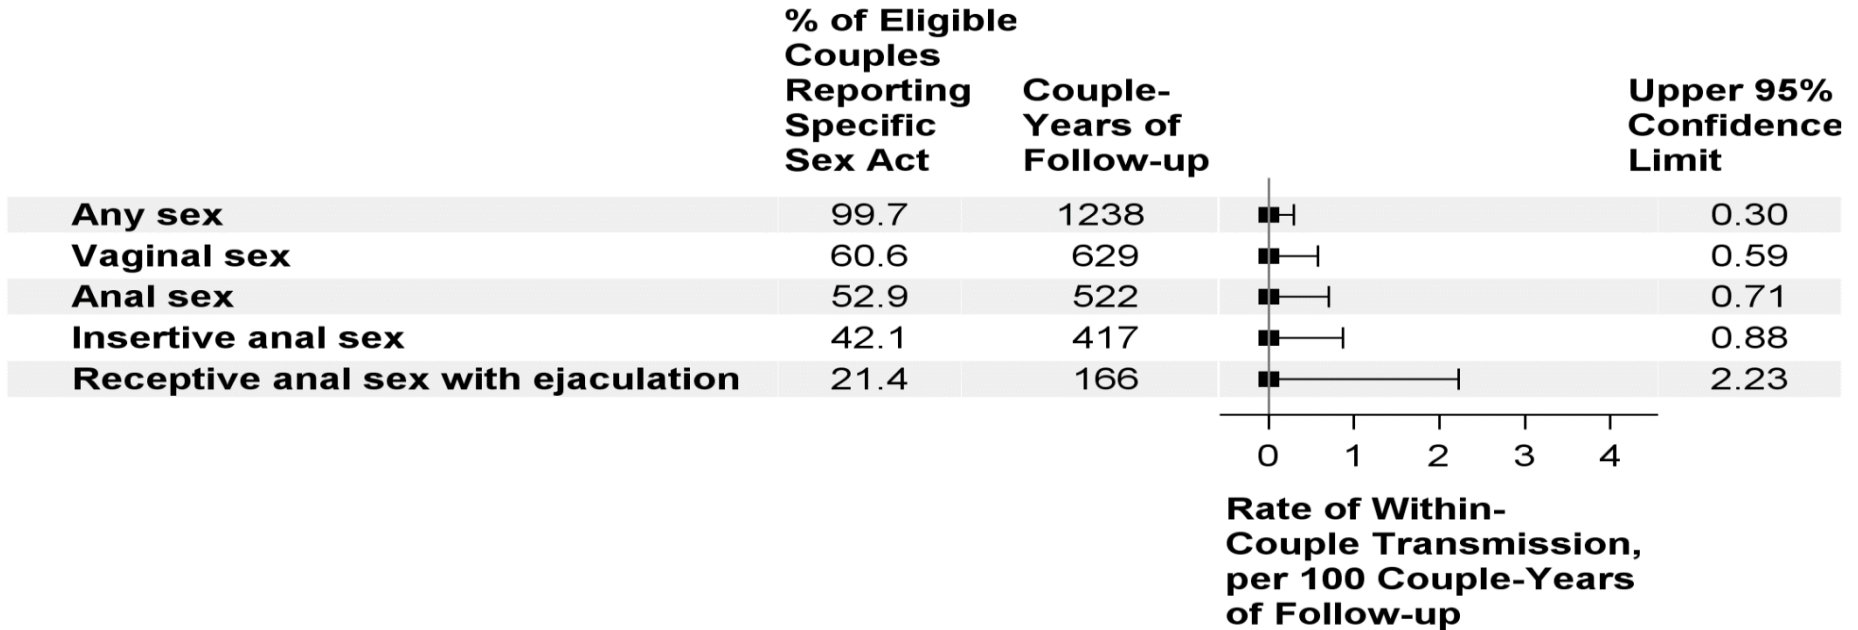 % of Eligible
Couples
Reporting
Specific
Sex Act
Couple-
Years of
Follow-up
Upper 95%
Confidence
Limit
Any sex 99.7 1238 0.30
Vaginal sex 60.6 629 0.59
Anal sex 52.9 522 0.71
Insertive anal sex 42.1 417 0.88
Receptive anal sex with ejaculation 21.4 166 2.23
0 1 2 3 4
Rate of Within-
Couple Transmission,
per 100 Couple-Years
of Follow-up